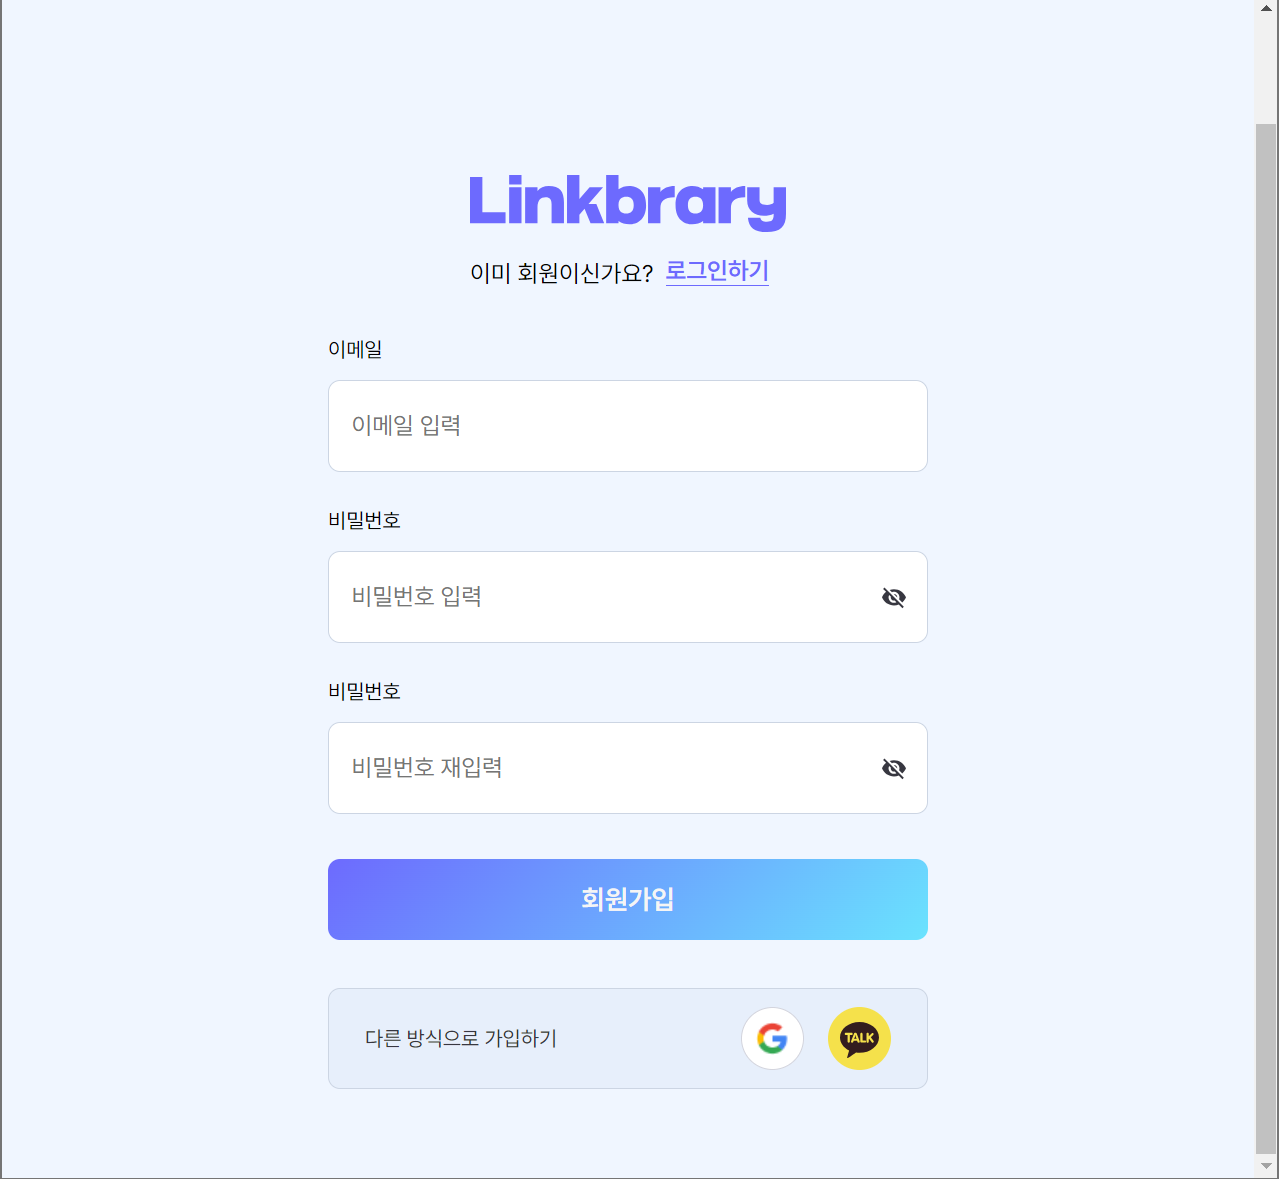 Linkbrary
이미 회원이신가요? 로그인하기
이메일
이메일 입력
비밀번호
비밀번호 입력
비밀번호
비밀번호 재입력
회원가입
다른 방식으로 가입하기
TALK